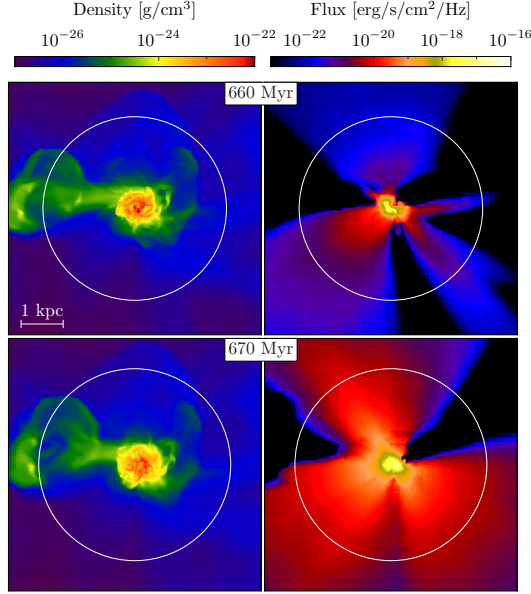 Density [g/cm³] Flux [erg/s/cm²/Hz]
10⁻²⁶ 10⁻²⁴ 10⁻²² 10⁻²² 10⁻²⁰ 10⁻¹⁸ 10⁻¹⁶
660 Myr
1 kpc
670 Myr